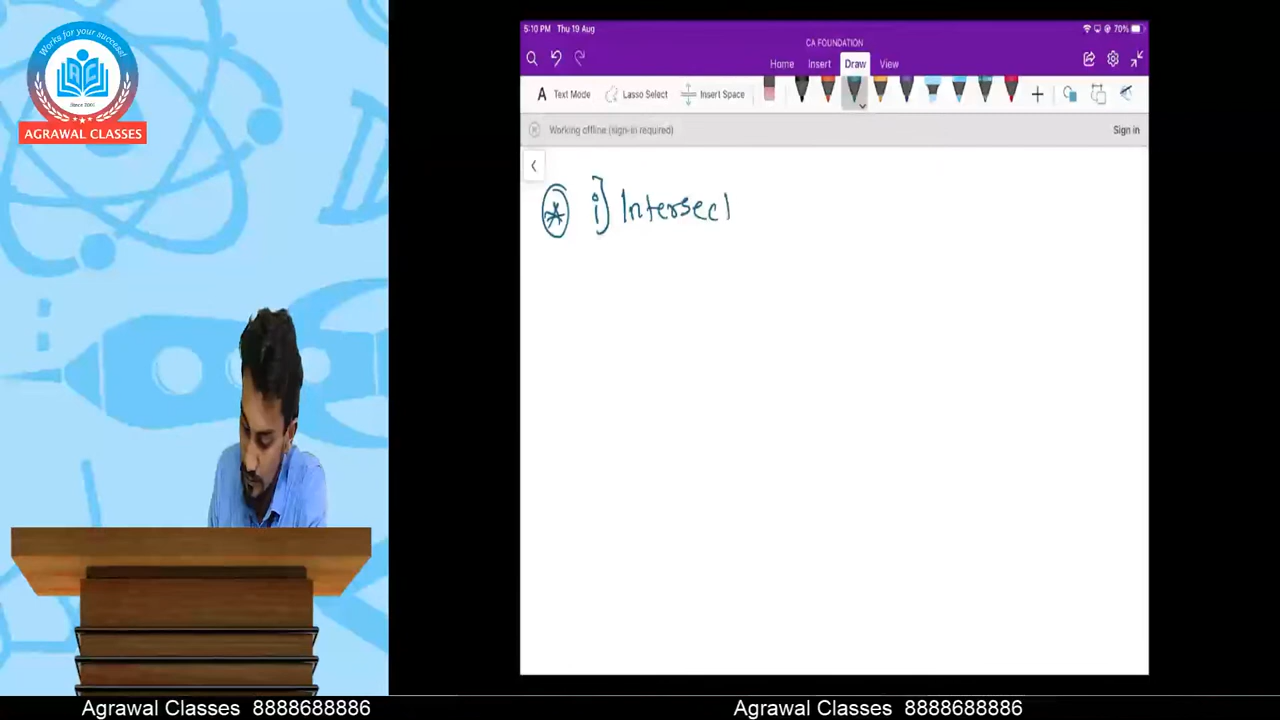 Works for your success!
AEC
Since 2001
AGRAWAL CLASSES
5:10 PM Thu 19 Aug
70%
CA FOUNDATION
Home Insert Draw View
A Text Mode Lasso Select Insert Space
Working offline (sign-in required) Sign in
i) Intersect
Agrawal Classes 8888688886 Agrawal Classes 8888688886